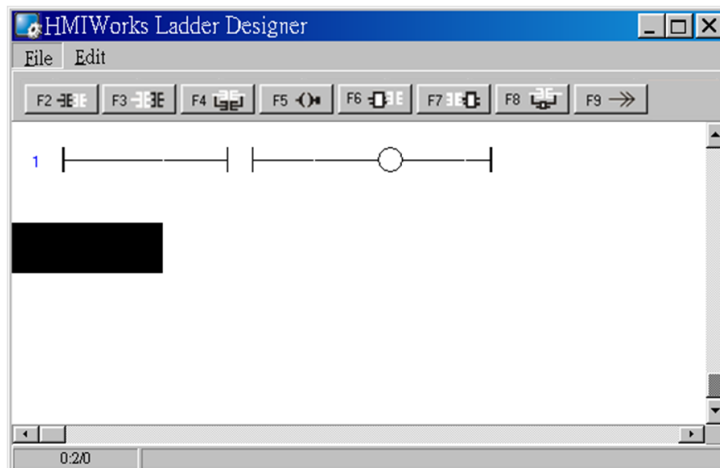 HMIWorks Ladder Designer
File Edit
F2 F3 F4 F5 F6 F7 F8 F9
1
0:2/0